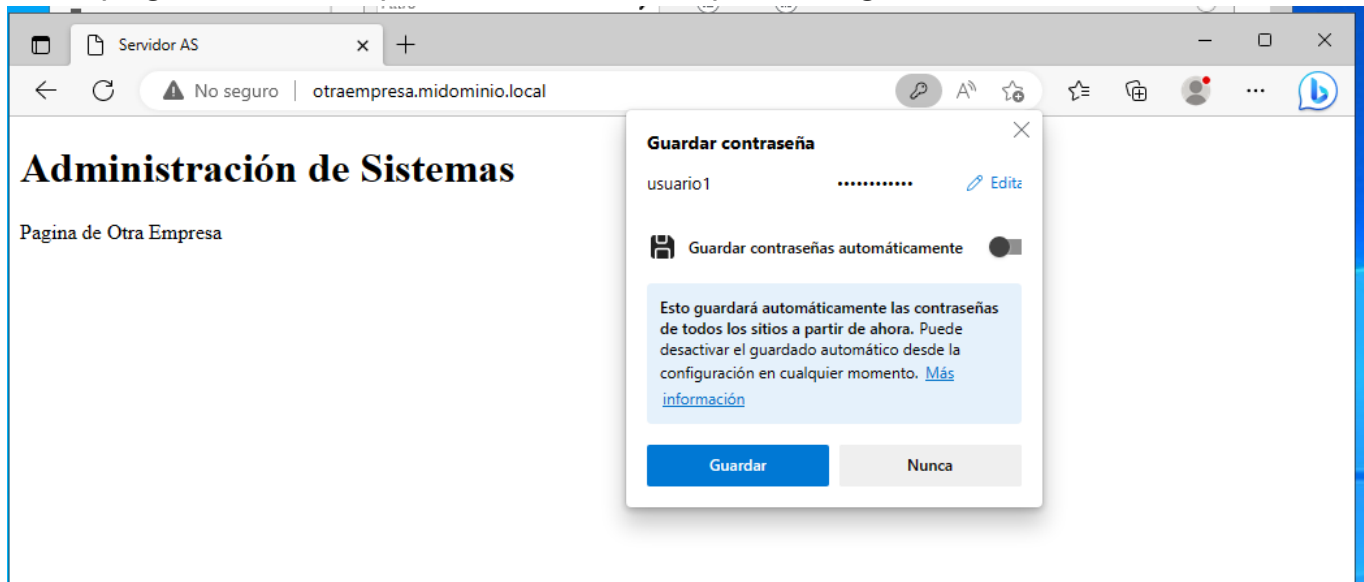 Servidor AS
No seguro
otraempresa.midominio.local
Administración de Sistemas
Pagina de Otra Empresa
Guardar contraseña
usuario1 •••••••••••• Edita
Guardar contraseñas automáticamente
Esto guardará automáticamente las contraseñas
de todos los sitios a partir de ahora. Puede
desactivar el guardado automático desde la
configuración en cualquier momento. Más
información
Guardar
Nunca